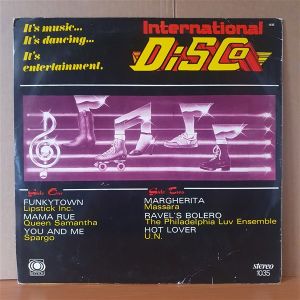 It's music...
It's dancing...
It's
entertainment.
International
DiSCo
Side One
FUNKYTOWN
Lipstick Inc.
MAMA RUE
Queen Samantha
YOU AND ME
Spargo
Side Two
MARGHERITA
Massara
RAVEL'S BOLERO
The Philadelphia Luv Ensemble
HOT LOVER
U.N.
stereo
1035